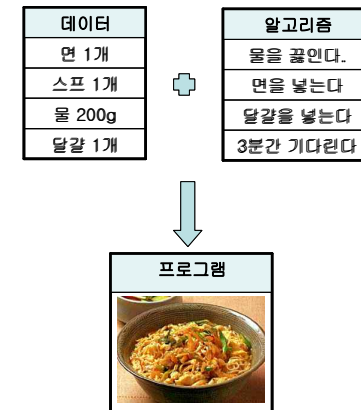 데이터
면 1개
스프 1개
물 200g
달걀 1개
알고리즘
물을 끓인다.
면을 넣는다
달걀을 넣는다
3분간 기다린다
프로그램